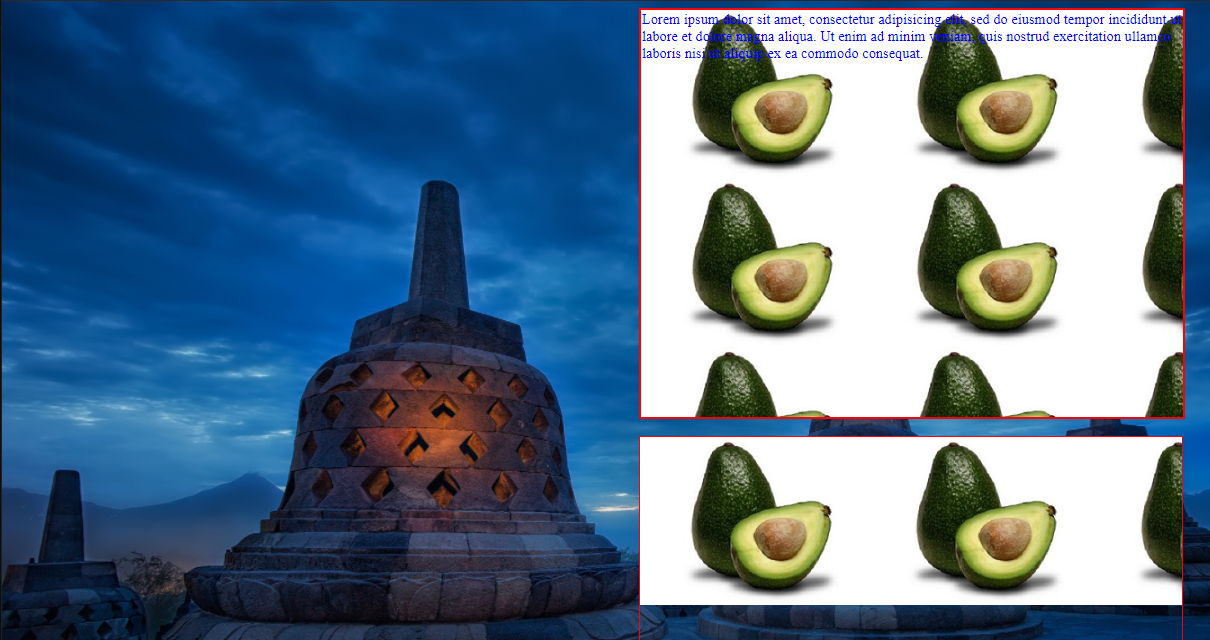 Lorem ipsum dolor sit amet, consectetur adipisicing elit, sed do eiusmod tempor incididunt ut
labore et dolore magna aliqua. Ut enim ad minim veniam, quis nostrud exercitation ullamco
laboris nisi ut aliquip ex ea commodo consequat.